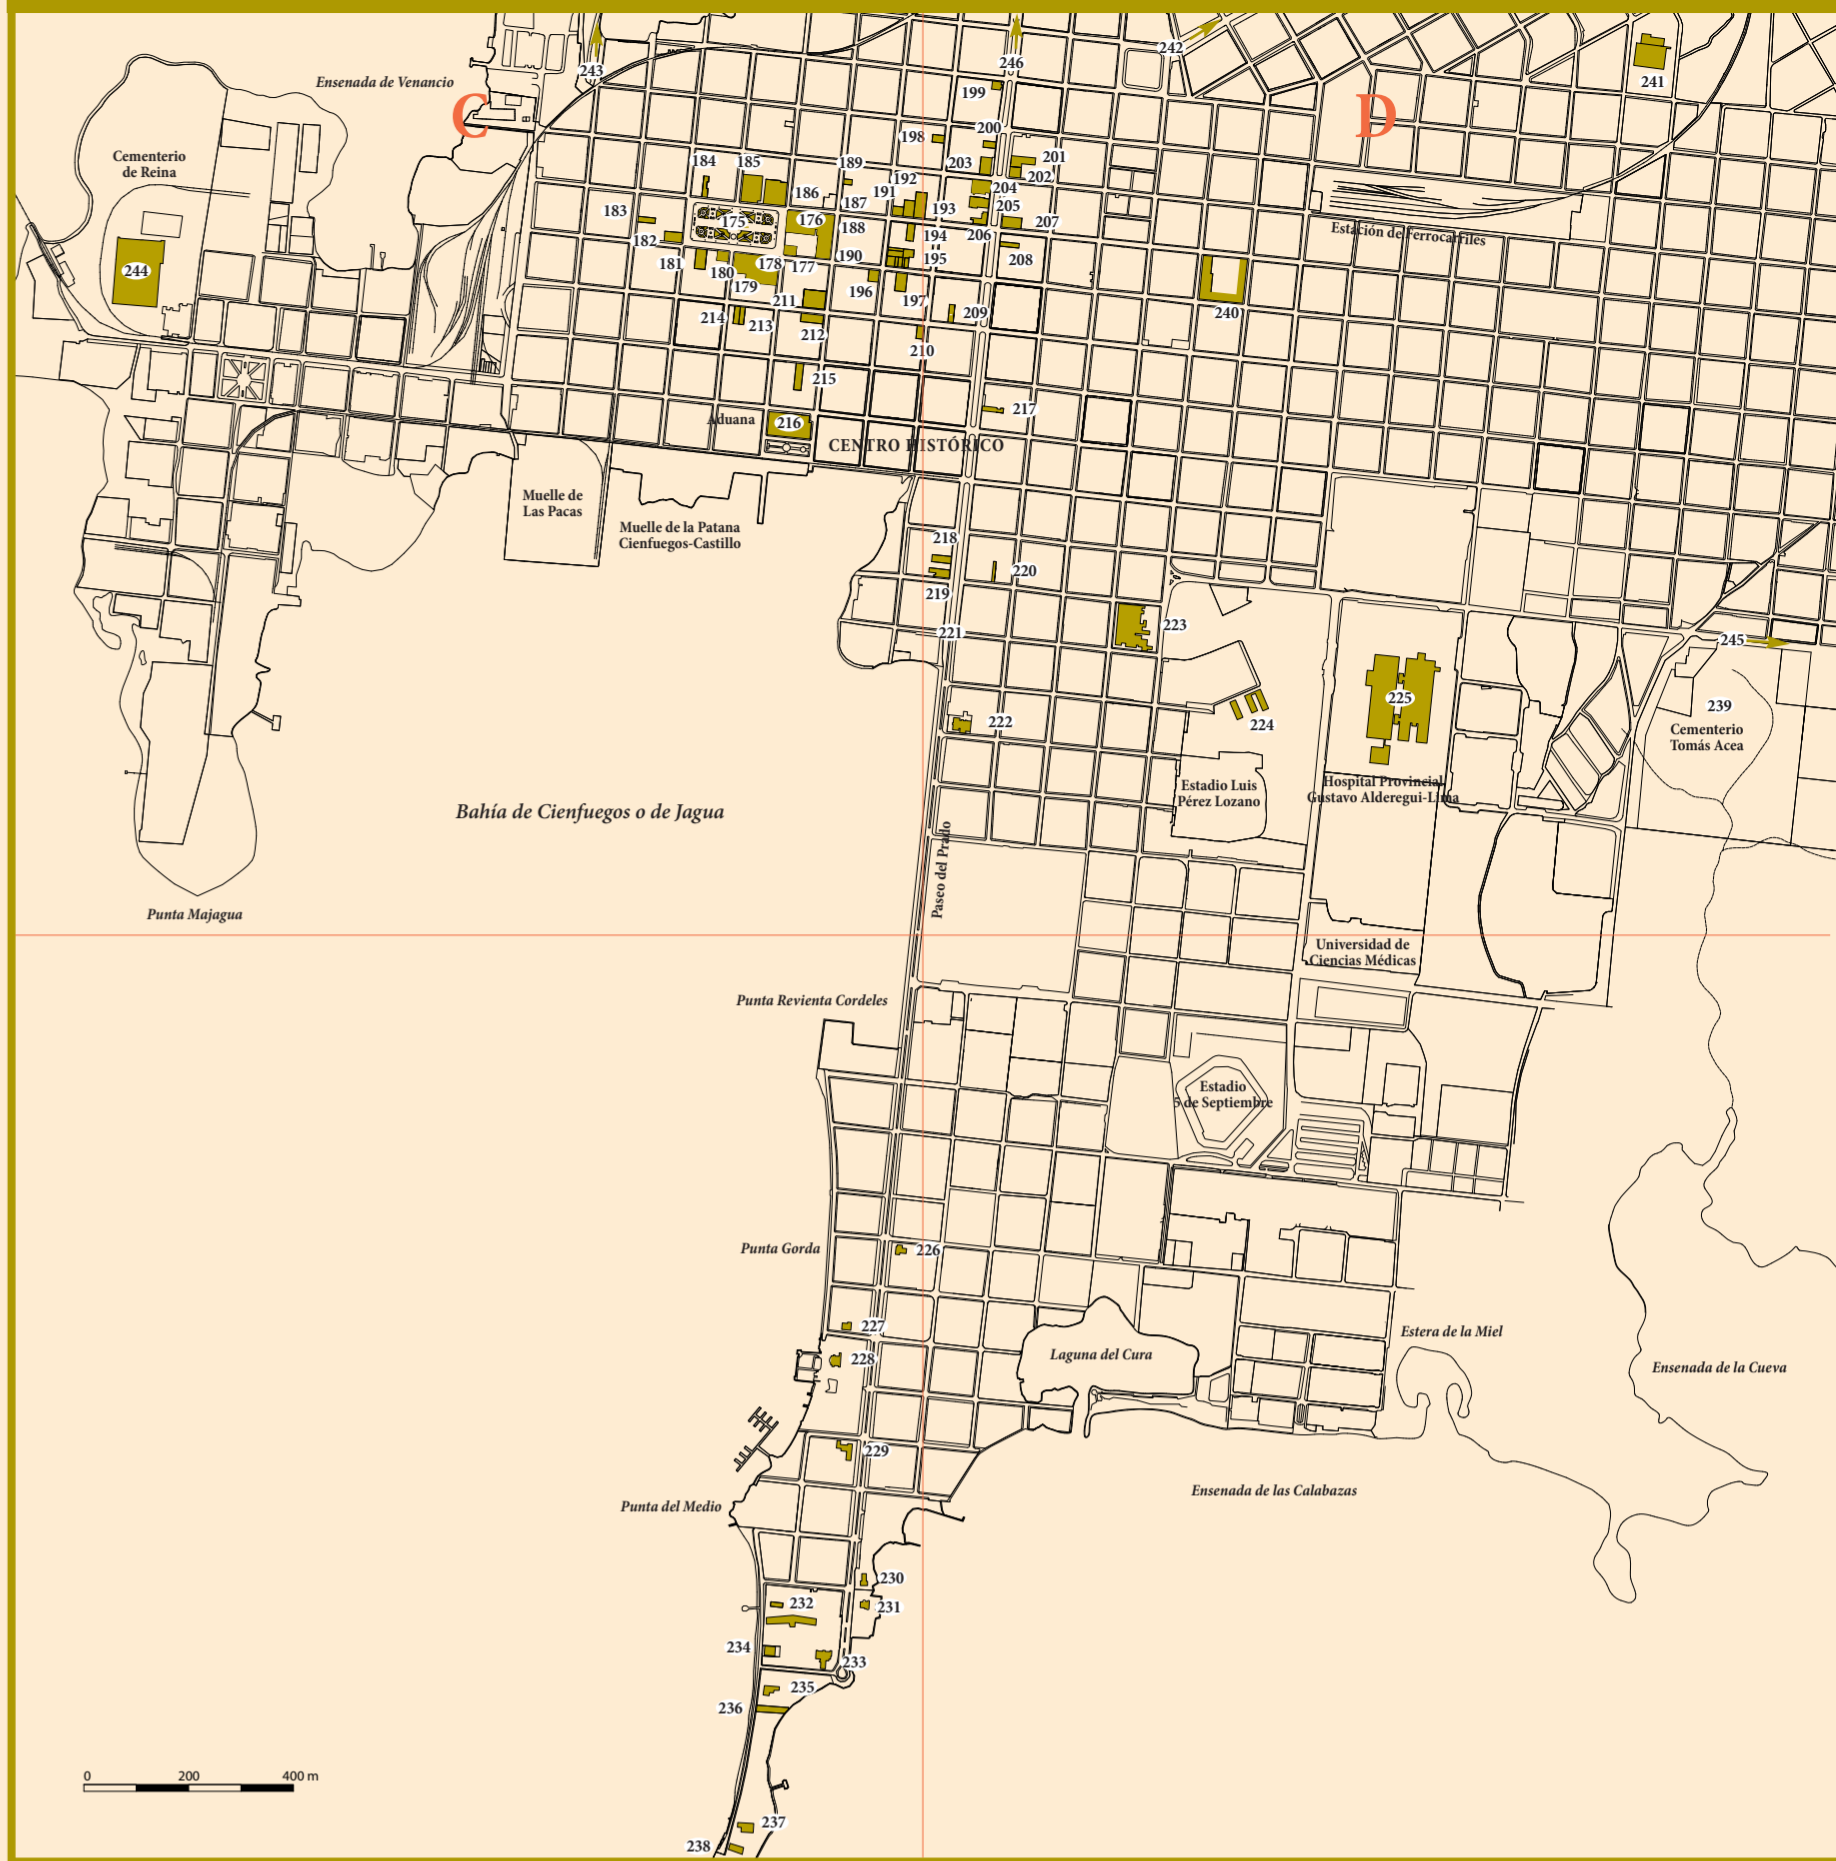 246
242
243
241
Ensenada de Venancio
C
D
199
Cementerio
de Reina
198
200
201
203
202
184
185
189
192
186
191
187
204
205
193
183
175
176
188
206
207
194
Estación de Ferrocarriles
182
181
180
178
177
190
195
208
244
179
196
197
211
240
214
213
212
209
210
215
217
Aduana
216
CENTRO HISTÓRICO
Muelle de
Las Pacas
Muelle de la Patana
Cienfuegos-Castillo
218
220
219
221
223
245
225
239
222
224
Cementerio
Tomás Acea
Bahía de Cienfuegos o de Jagua
Estadio Luis
Pérez Lozano
Hospital Provincial
Gustavo Alderegui-Lima
Paseo del Prado
Punta Majagua
Universidad de
Ciencias Médicas
Punta Revienta Cordeles
Estadio
5 de Septiembre
Punta Gorda
226
227
Estera de la Miel
228
Laguna del Cura
Ensenada de la Cueva
229
Ensenada de las Calabazas
Punta del Medio
230
232
231
234
233
235
236
0 200 400 m
237
238